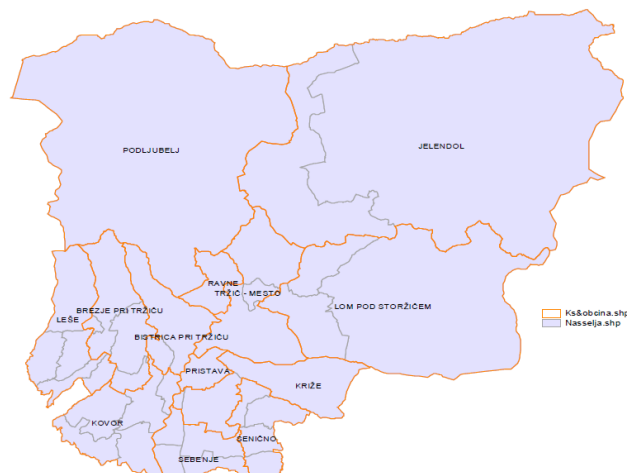 PODLJUBELJ
JELENDOL
RAVNE
TRŽIČ - MESTO
LOM POD STORŽIČEM
BREZJE PRI TRŽIČU
LEŠE
BISTRICA PRI TRŽIČU
PRISTAVA
KRIŽE
KOVOR
SENIČNO
SEBENJE
Ks&obcina.shp
Nasselja.shp